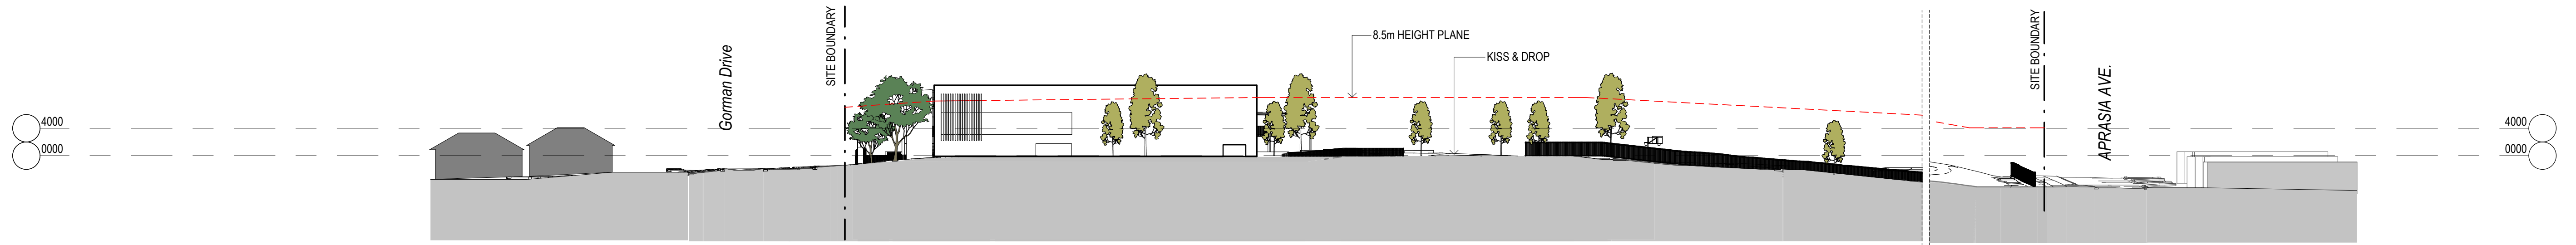 Gorman Drive
SITE BOUNDARY
8.5m HEIGHT PLANE
KISS & DROP
SITE BOUNDARY
APRASIA AVE.
4000
4000
0000
0000